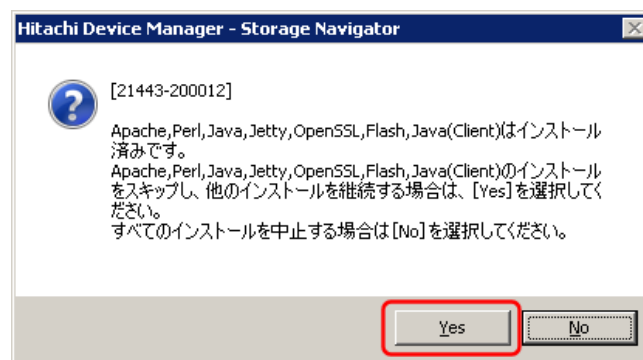 Hitachi Device Manager - Storage Navigator
[21443-200012]
Apache,Perl,Java,Jetty,OpenSSL,Flash,Java(Client)はインストール
済みです。
Apache,Perl,Java,Jetty,OpenSSL,Flash,Java(Client)のインストール
をスキップし、他のインストールを継続する場合は、[Yes]を選択してく
ださい。
すべてのインストールを中止する場合は[No]を選択してください。
Yes
No